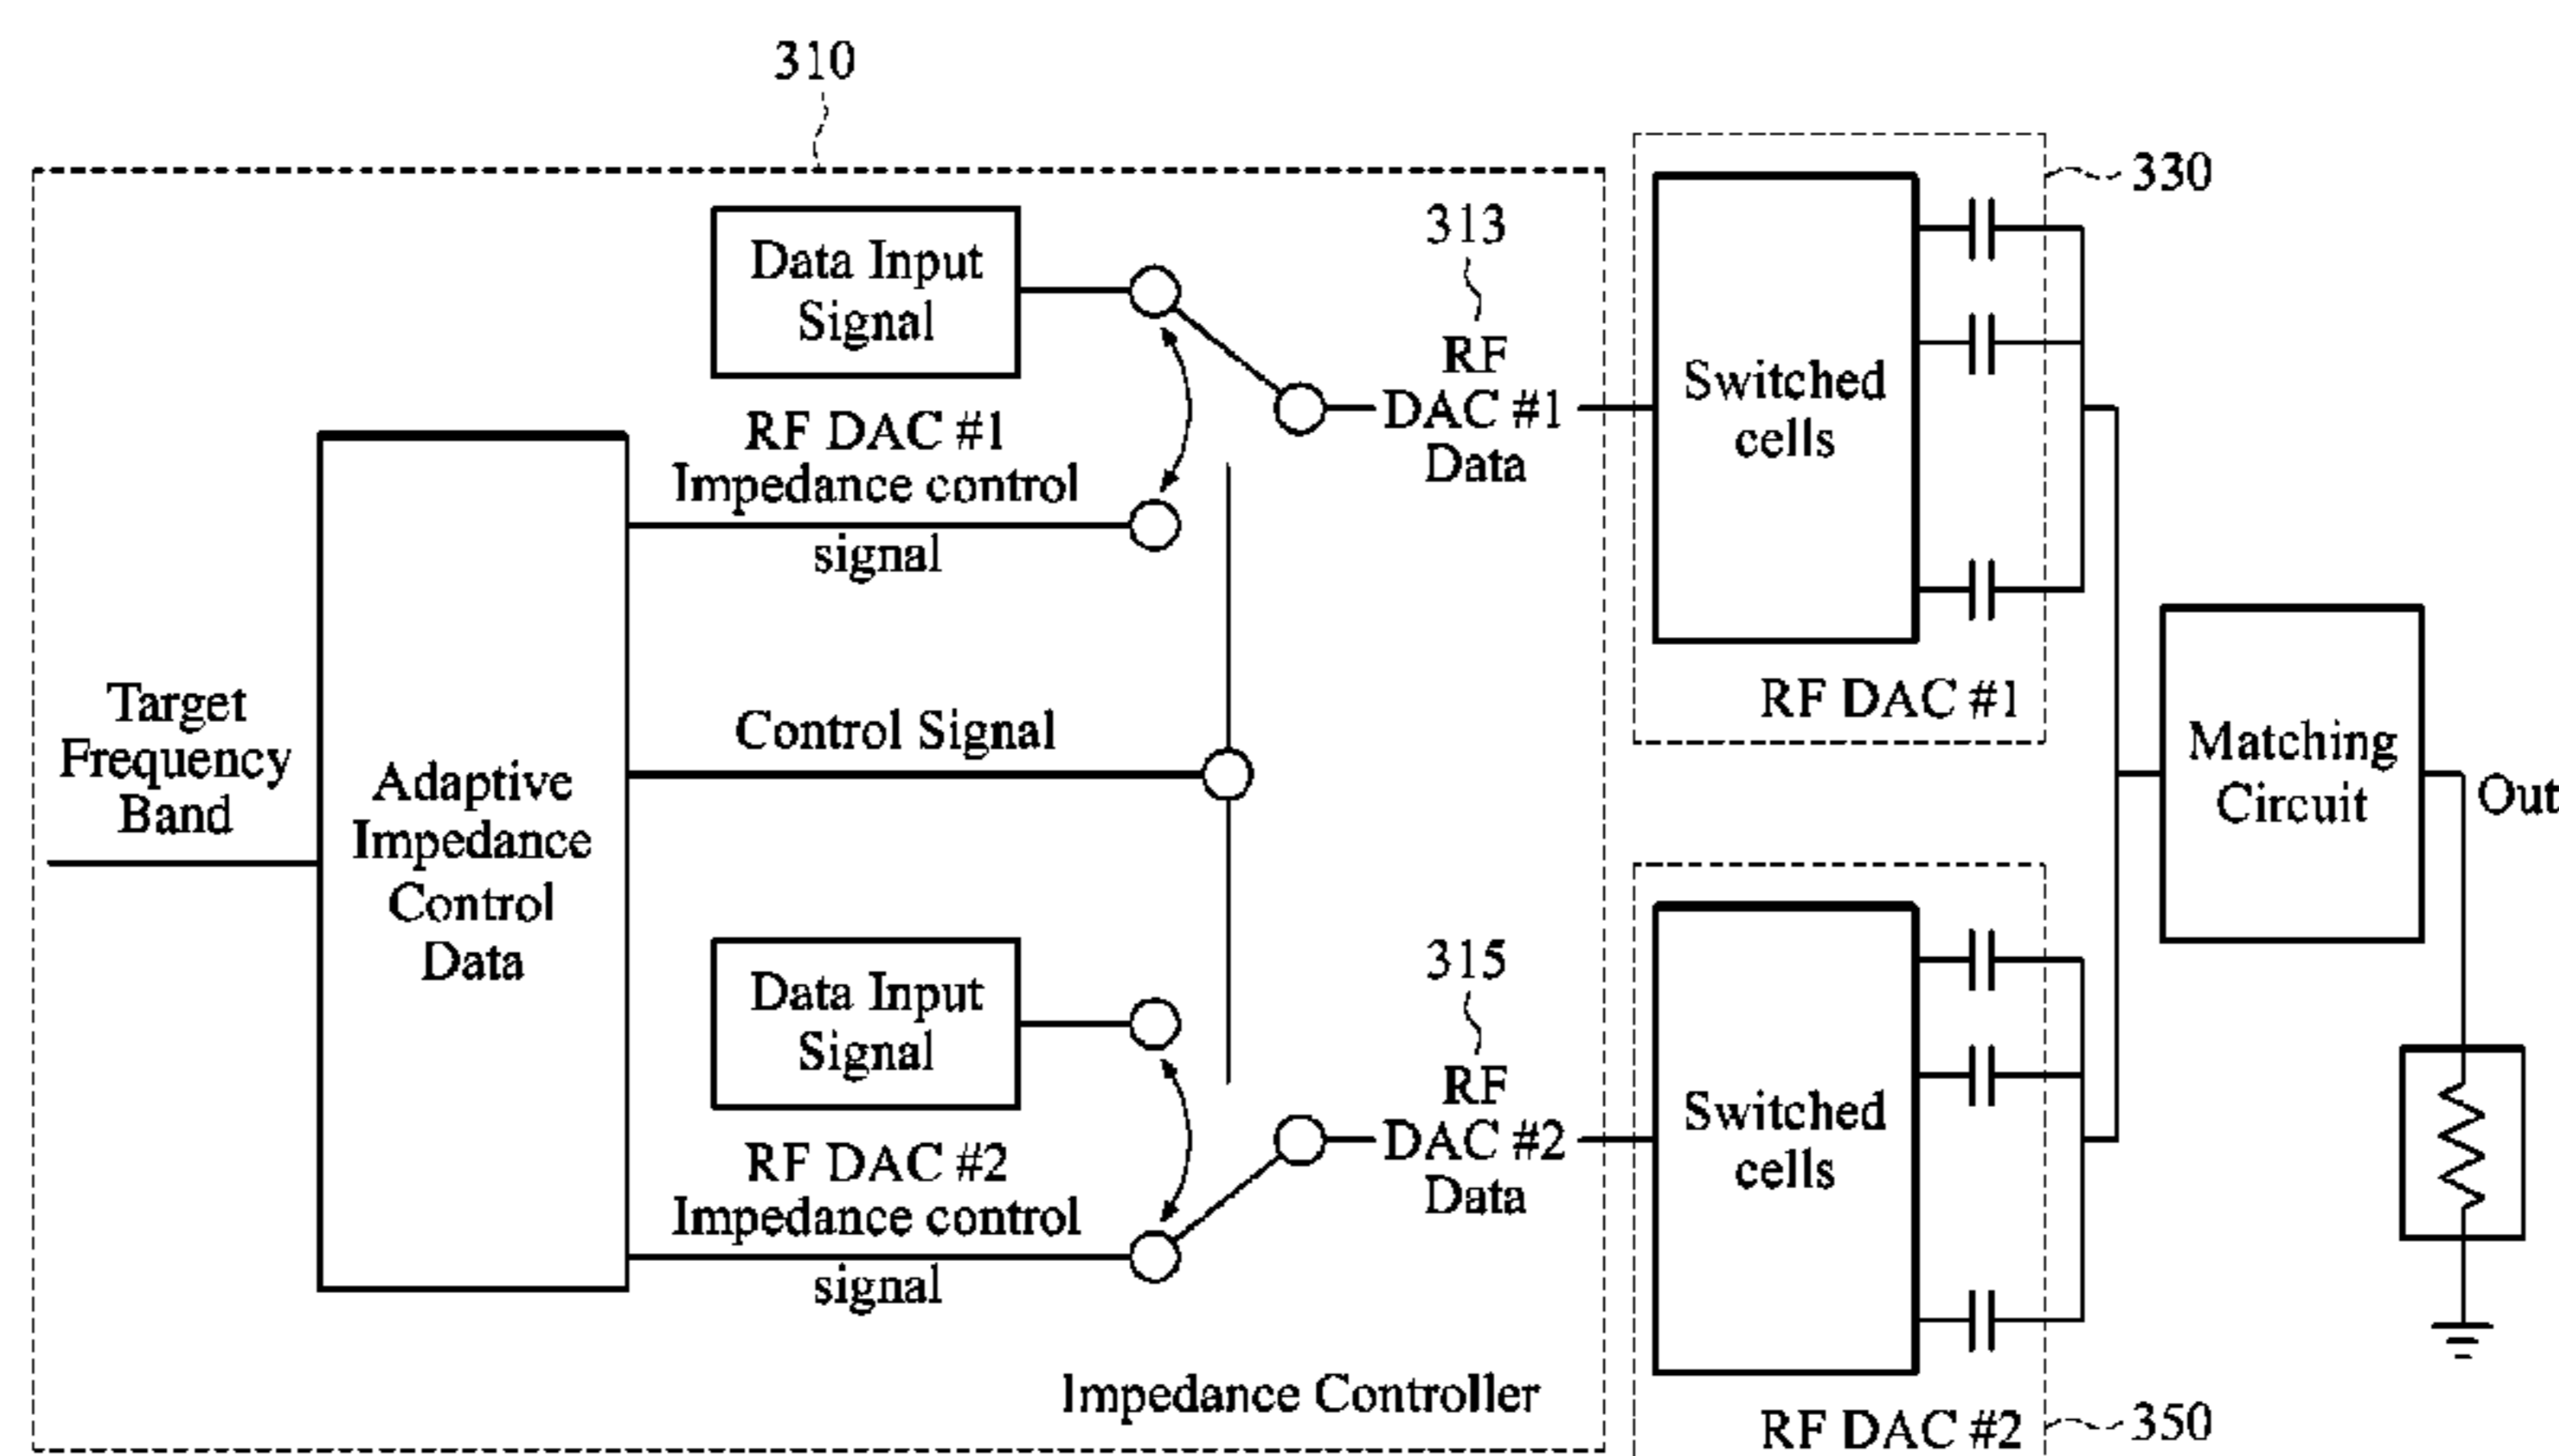 310
330
Data Input
Signal
313
RF
DAC #1
Data
Switched
cells
RF DAC #1
Impedance control
signal
RF DAC #1
Target
Frequency
Band
Adaptive
Impedance
Control
Data
Control Signal
Matching
Circuit
Out
Data Input
Signal
315
RF
DAC #2
Data
Switched
cells
RF DAC #2
Impedance control
signal
Impedance Controller
RF DAC #2
350